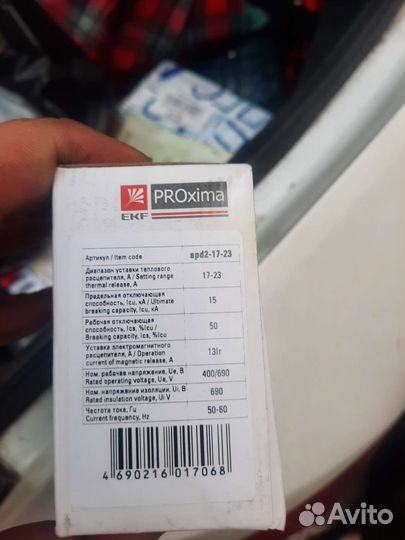 EKF
PROxima
Артикул / Item code
apd2-17-23
Диапазон уставки теплового
расцепителя, А / Setting range
thermal release, A
17-23
Предельная отключающая
способность, Icu, кА / Ultimate
breaking capacity, Icu, кА
15
Рабочая отключающая
способность, Ics, %Icu /
Breaking capacity, Ics, %Icu
50
Уставка электромагнитного
расцепителя, А / Operation
current of magnetic release, A
13Ir
Ном. рабочее напряжение, Ue, В
Rated operating voltage, Ue, V
400/690
Ном. напряжение изоляции, Ui, В
Rated insulation voltage, Ui V
690
Частота тока, Гц
Current frequency, Hz
50-60
4 690216 017068
Avito